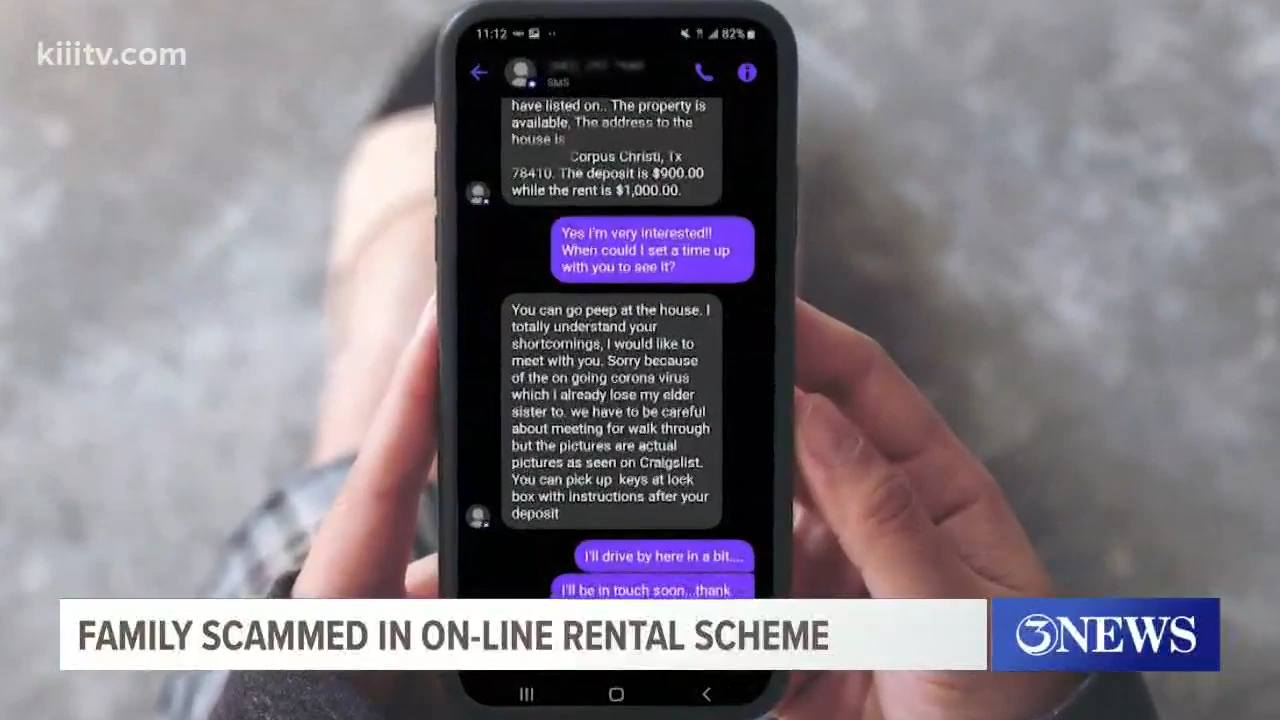 kiiitv.com
11:12
82%
SMS
have listed on.. The property is
available. The address to the
house is
Corpus Christi, Tx
78410. The deposit is $900.00
while the rent is $1,000.00.
Yes I'm very interested!!
When could I set a time up
with you to see it?
You can go peep at the house. I
totally understand your
shortcomings, I would like to
meet with you. Sorry because
of the on going corona virus
which I already lose my elder
sister to. we have to be careful
about meeting for walk through
but the pictures are actual
pictures as seen on Craigslist.
You can pick up keys at lock
box with instructions after your
deposit
I'll drive by here in a bit....
I'll be in touch soon...thank
FAMILY SCAMMED IN ON-LINE RENTAL SCHEME
3NEWS